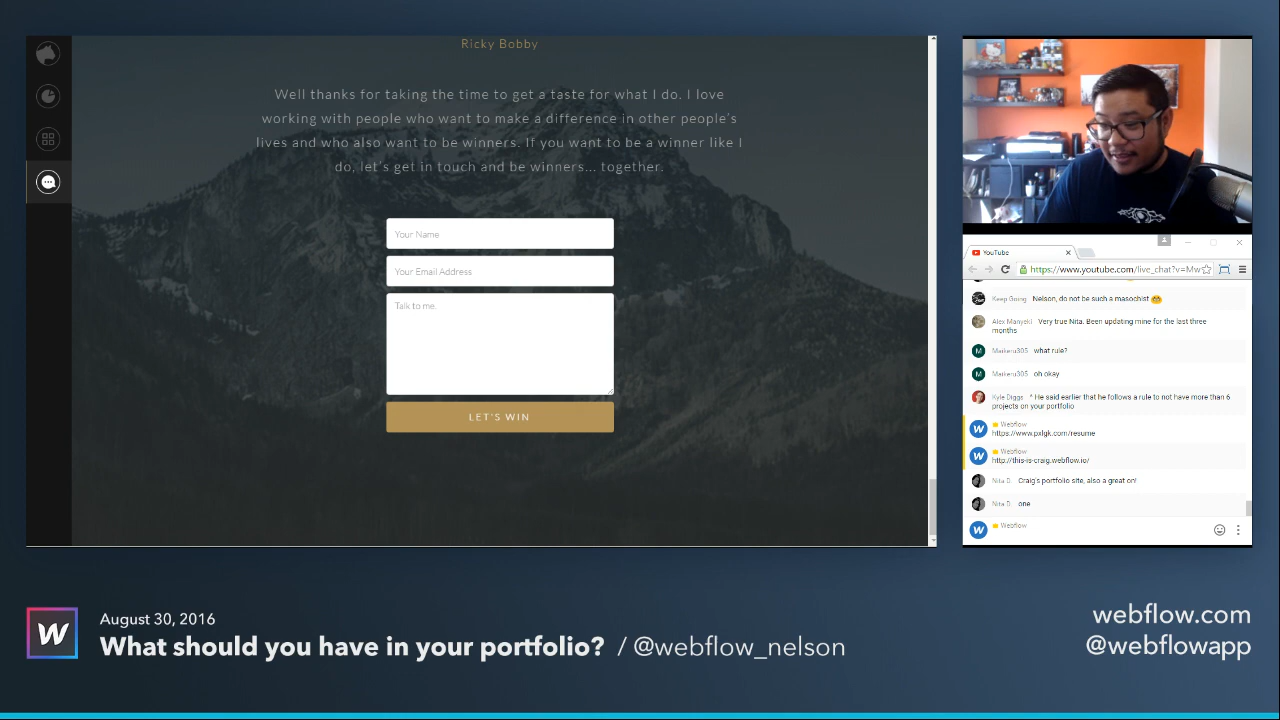 Ricky Bobby
Well thanks for taking the time to get a taste for what I do. I love
working with people who want to make a difference in other people's
lives and who also want to be winners. If you want to be a winner like I
do, let's get in touch and be winners... together.
Your Name
Your Email Address
Talk to me.
LET'S WIN
YouTube
https://www.youtube.com/live_chat?v=Mw
Keep Going Nelson, do not be such a masochist
Alex Manyeki Very true Nita. Been updating mine for the last three
months
M Maikeru305 what rule?
M Maikeru305 oh okay
Kyle Diggs ^ He said earlier that he follows a rule to not have more than 6
projects on your portfolio
W Webflow
https://www.pxlgk.com/resume
W Webflow
http://this-is-craig.webflow.io/
Nita D. Craig's portfolio site, also a great on!
Nita D. one
W Webflow
W
August 30, 2016
What should you have in your portfolio? / @webflow_nelson
webflow.com
@webflowapp